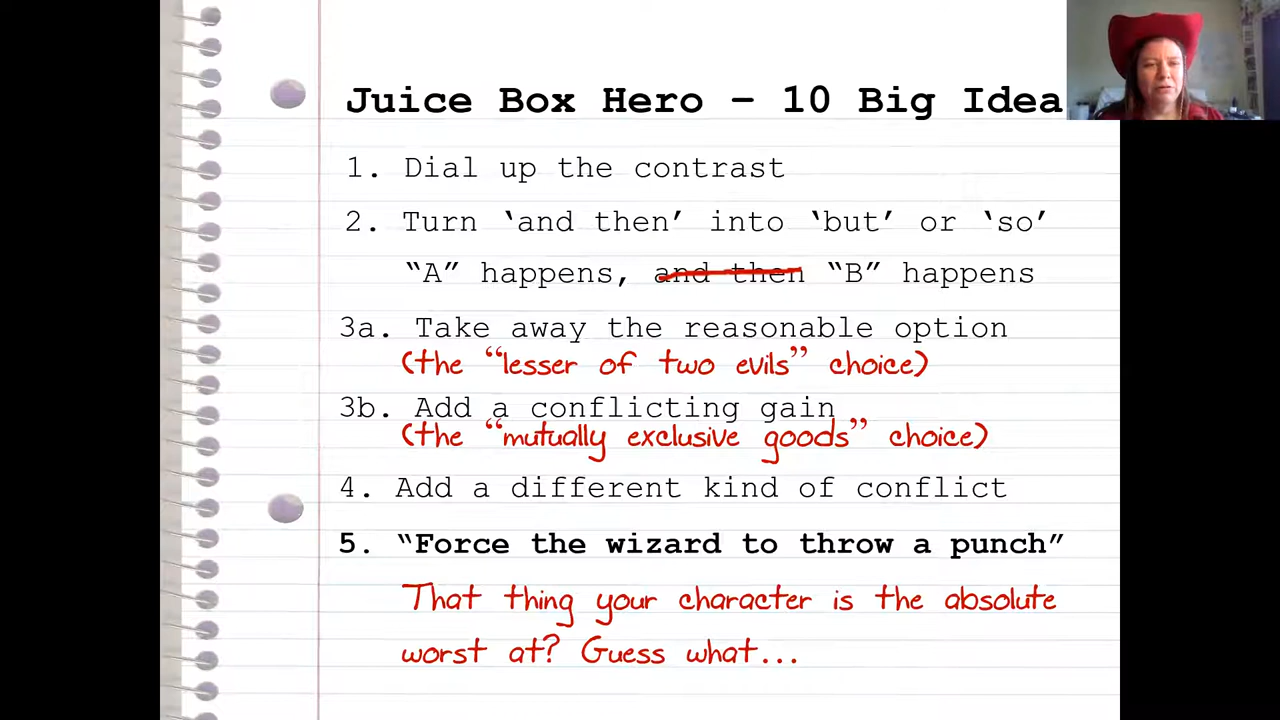 Juice Box Hero – 10 Big Idea
1. Dial up the contrast
2. Turn ‘and then’ into ‘but’ or ‘so’
“A” happens, and then “B” happens
3a. Take away the reasonable option
(the “lesser of two evils” choice)
3b. Add a conflicting gain
(the “mutually exclusive goods” choice)
4. Add a different kind of conflict
5. “Force the wizard to throw a punch”
That thing your character is the absolute
worst at? Guess what...